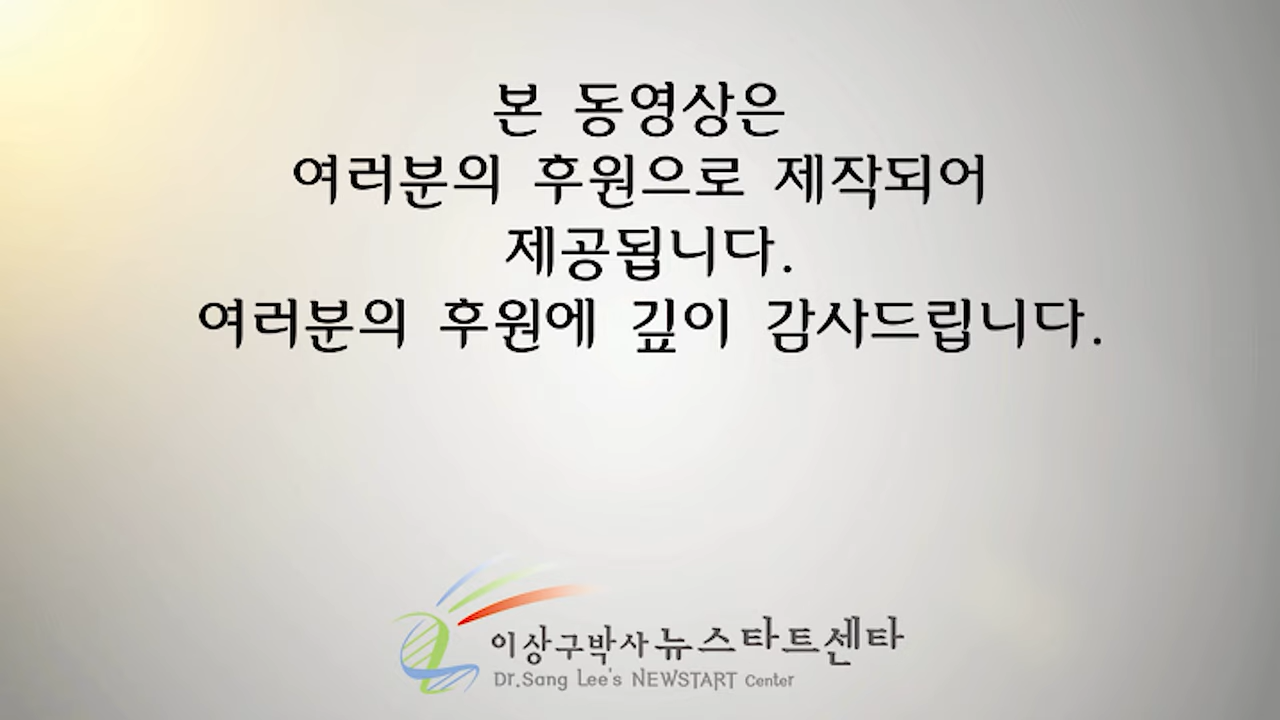 본 동영상은
여러분의 후원으로 제작되어
제공됩니다.
여러분의 후원에 깊이 감사드립니다.
이상구박사 뉴스타트센타
Dr.Sang Lee's NEWSTART Center